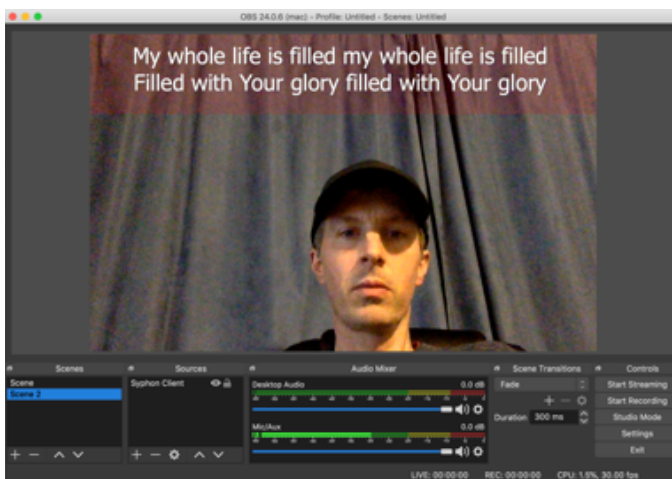 OBS 24.0.6 (mac) - Profile: Untitled - Scenes: Untitled
My whole life is filled my whole life is filled
Filled with Your glory filled with Your glory
Scenes
Scene
Scene 2
Sources
Syphon Client
Audio Mixer
Desktop Audio
0.0 dB
Mic/Aux
0.0 dB
Scene Transitions
Fade
Duration 300 ms
Controls
Start Streaming
Start Recording
Studio Mode
Settings
Exit
LIVE: 00:00:00 REC: 00:00:00 CPU: 1.5%, 30.00 fps